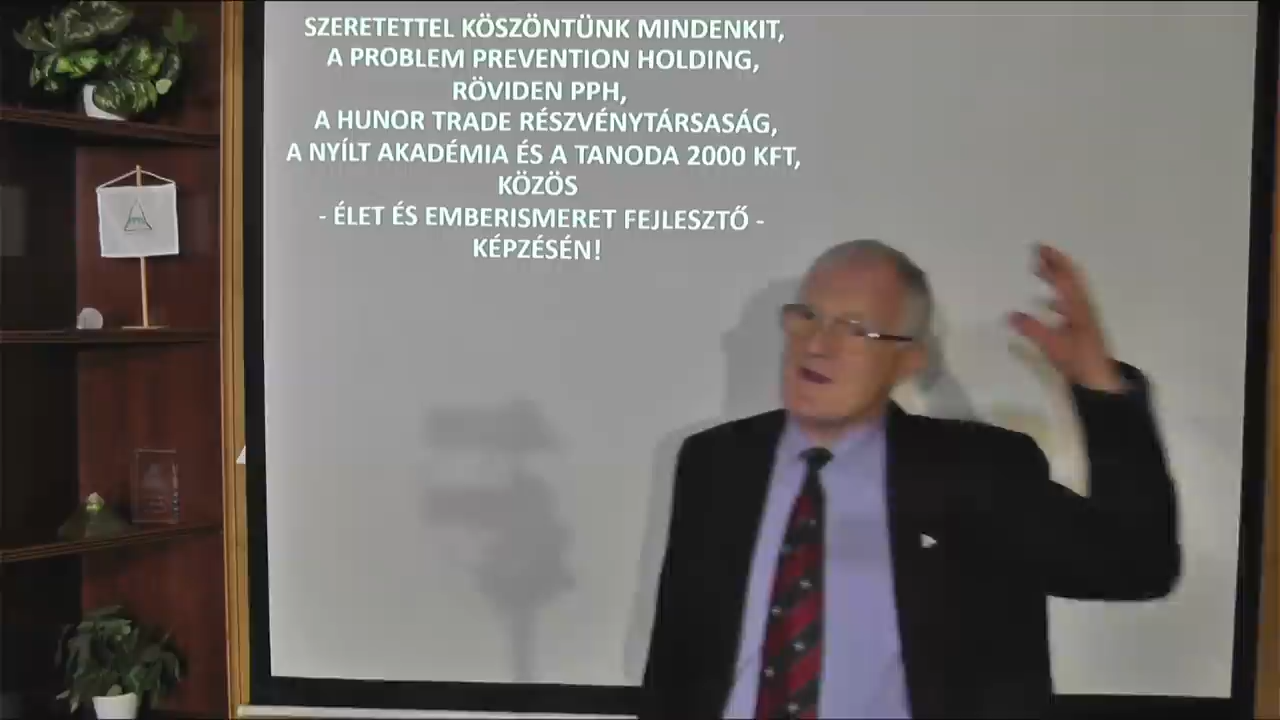 SZERETETTEL KÖSZÖNTÜNK MINDENKIT,
A PROBLEM PREVENTION HOLDING,
RÖVIDEN PPH,
A HUNOR TRADE RÉSZVÉNYTÁRSASÁG,
A NYÍLT AKADÉMIA ÉS A TANODA 2000 KFT,
KÖZÖS
- ÉLET ÉS EMBERISMERET FEJLESZTŐ -
KÉPZÉSÉN!